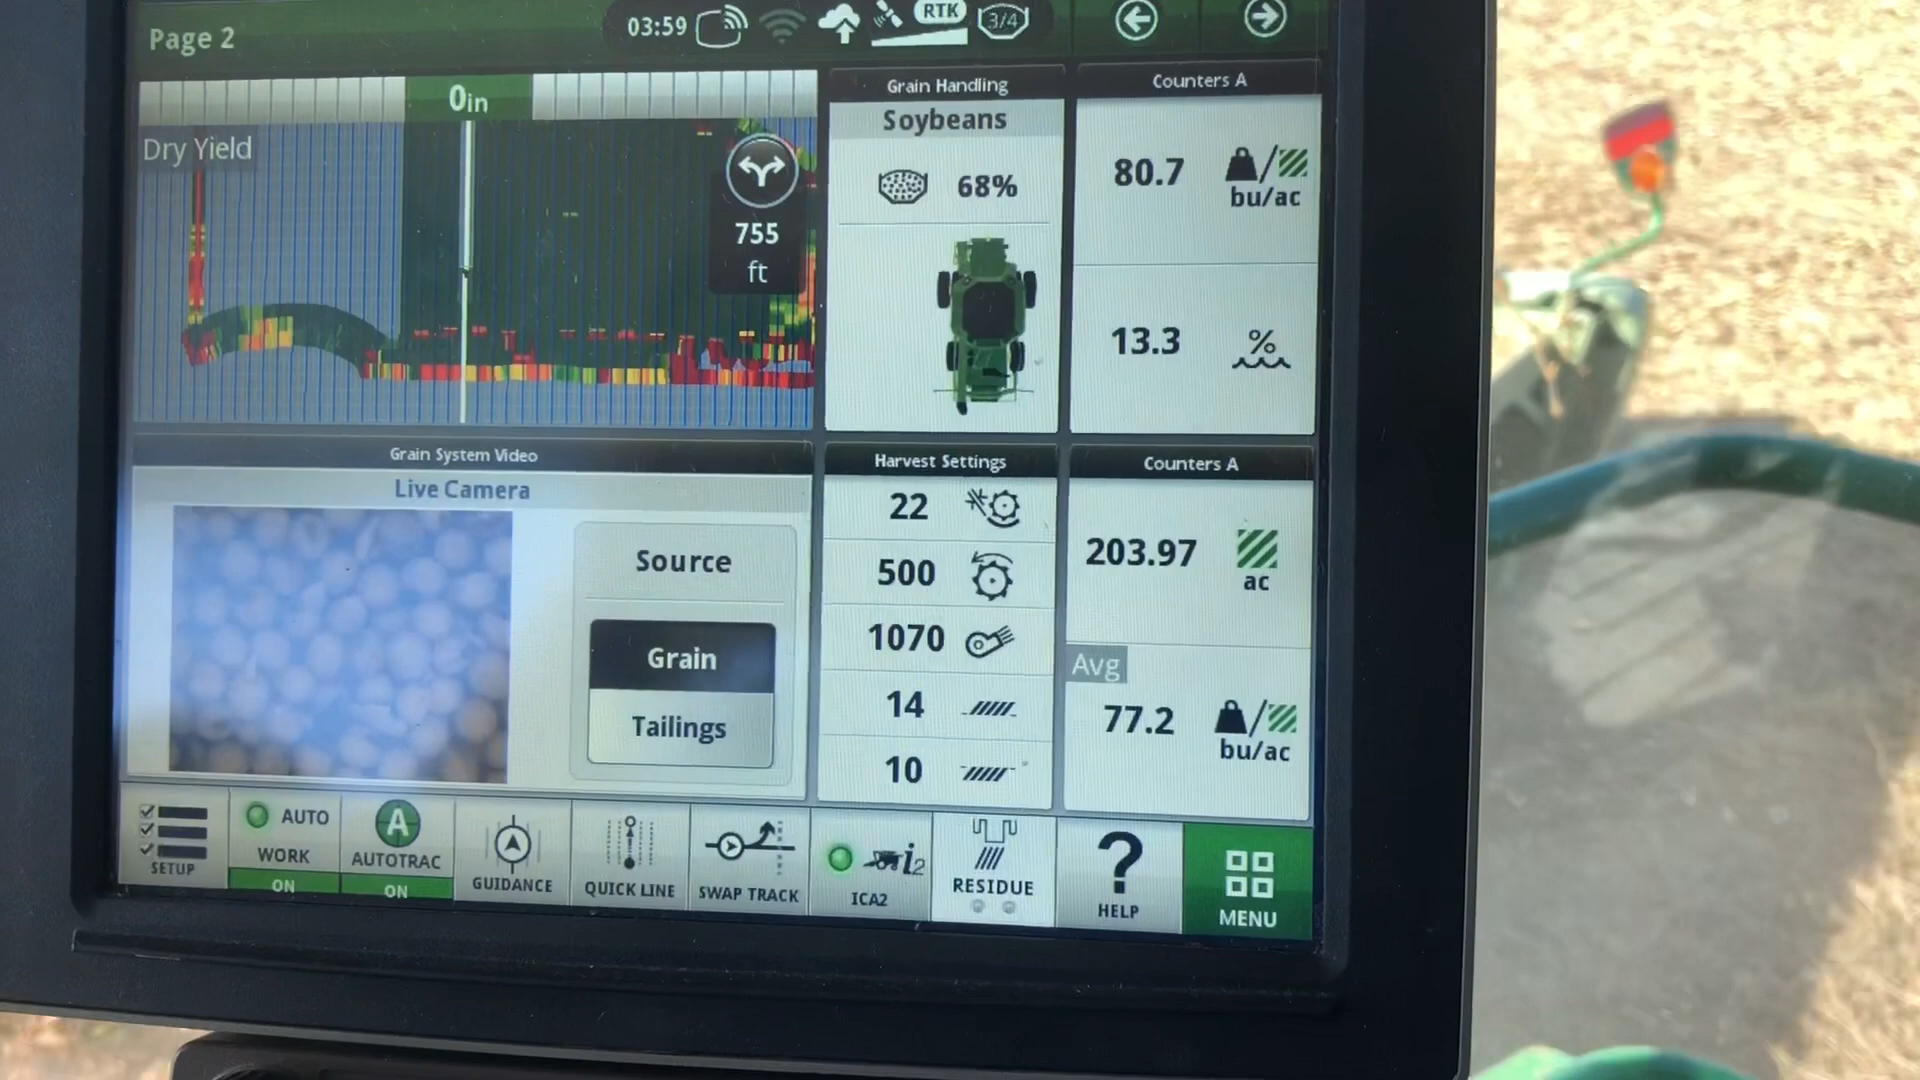 Page 2
03:59
RTK
3/4
0in
Dry Yield
755
ft
Grain Handling
Soybeans
68%
Counters A
80.7
bu/ac
13.3
%
Grain System Video
Live Camera
Source
Grain
Tailings
Harvest Settings
22
500
1070
14
10
Counters A
203.97
ac
Avg
77.2
bu/ac
SETUP
AUTO
WORK
ON
A
AUTOTRAC
ON
GUIDANCE
QUICK LINE
SWAP TRACK
i2
ICA2
RESIDUE
?
HELP
MENU